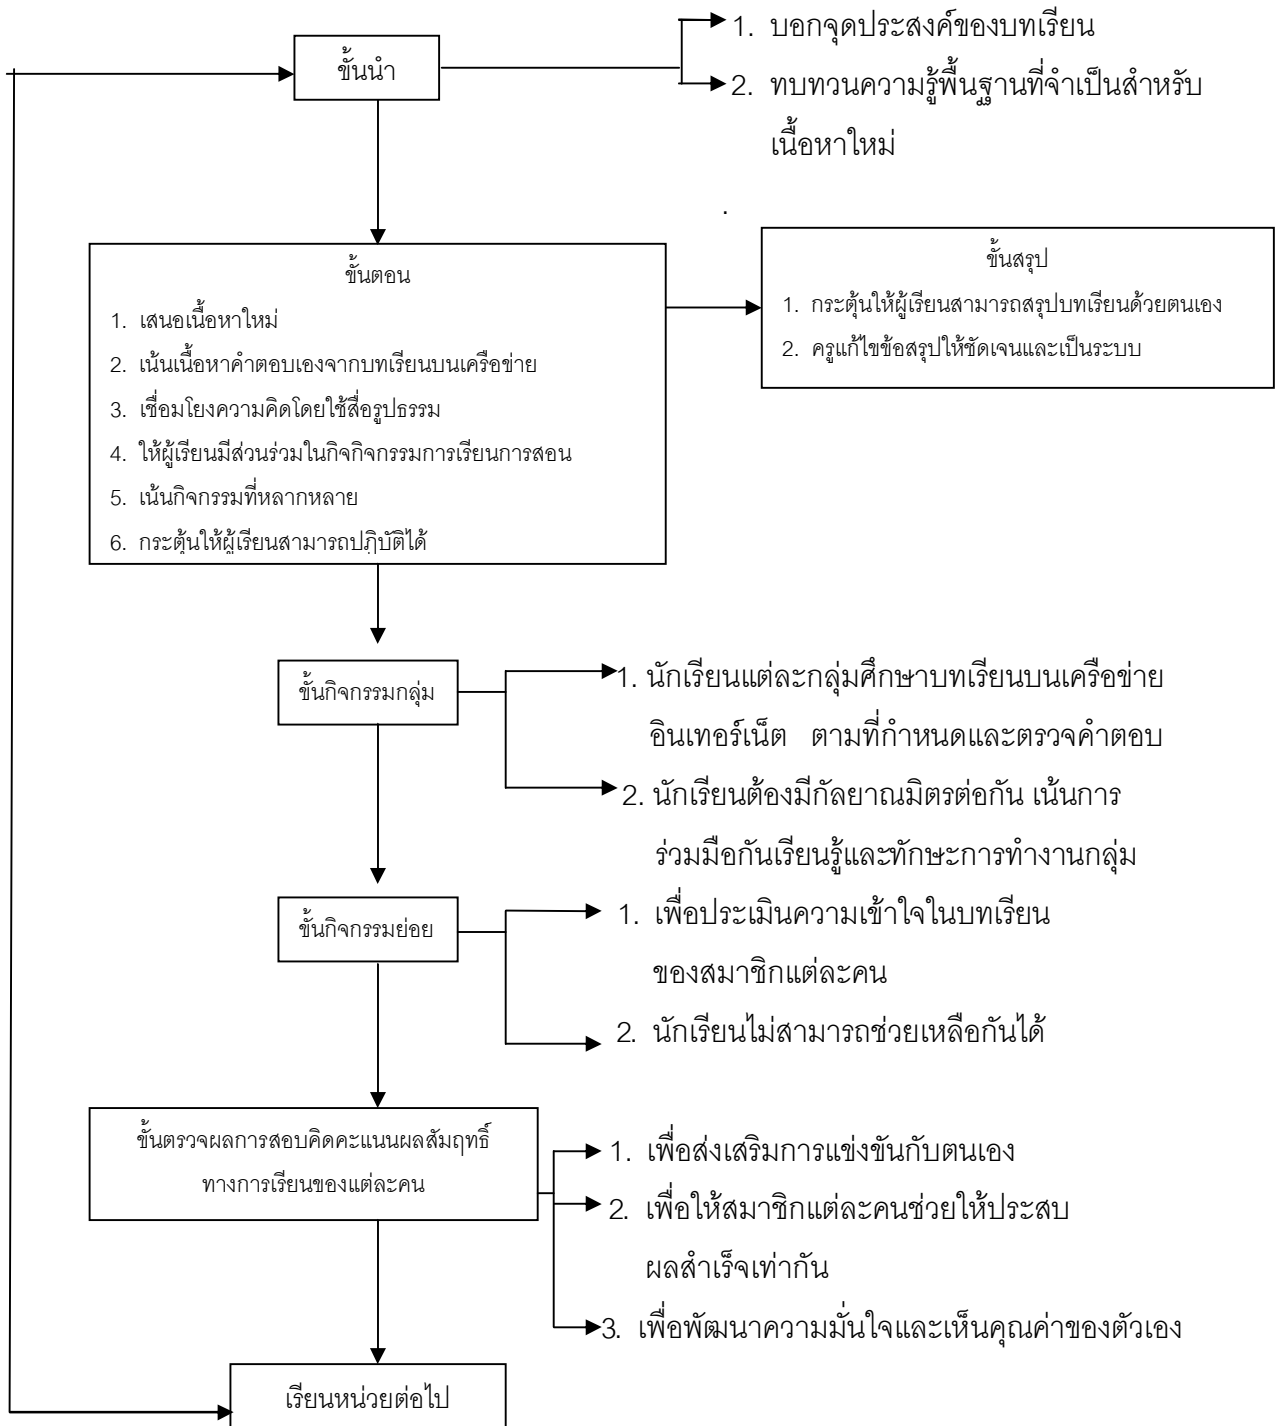 ขั้นนำ
1. บอกจุดประสงค์ของบทเรียน
2. ทบทวนความรู้พื้นฐานที่จำเป็นสำหรับ
เนื้อหาใหม่
.
ขั้นตอน
1. เสนอเนื้อหาใหม่
2. เน้นเนื้อหาคำตอบเองจากบทเรียนบนเครือข่าย
3. เชื่อมโยงความคิดโดยใช้สื่อรูปธรรม
4. ให้ผู้เรียนมีส่วนร่วมในกิจกิจกรรมการเรียนการสอน
5. เน้นกิจกรรมที่หลากหลาย
6. กระตุ้นให้ผู้เรียนสามารถปฏิบัติได้
ขั้นสรุป
1. กระตุ้นให้ผู้เรียนสามารถสรุปบทเรียนด้วยตนเอง
2. ครูแก้ไขข้อสรุปให้ชัดเจนและเป็นระบบ
ขั้นกิจกรรมกลุ่ม
1. นักเรียนแต่ละกลุ่มศึกษาบทเรียนบนเครือข่าย
อินเทอร์เน็ต ตามที่กำหนดและตรวจคำตอบ
2. นักเรียนต้องมีกัลยาณมิตรต่อกัน เน้นการ
ร่วมมือกันเรียนรู้และทักษะการทำงานกลุ่ม
ขั้นกิจกรรมย่อย
1. เพื่อประเมินความเข้าใจในบทเรียน
ของสมาชิกแต่ละคน
2. นักเรียนไม่สามารถช่วยเหลือกันได้
ขั้นตรวจผลการสอบคิดคะแนนผลสัมฤทธิ์
ทางการเรียนของแต่ละคน
1. เพื่อส่งเสริมการแข่งขันกับตนเอง
2. เพื่อให้สมาชิกแต่ละคนช่วยให้ประสบ
ผลสำเร็จเท่ากัน
3. เพื่อพัฒนาความมั่นใจและเห็นคุณค่าของตัวเอง
เรียนหน่วยต่อไป